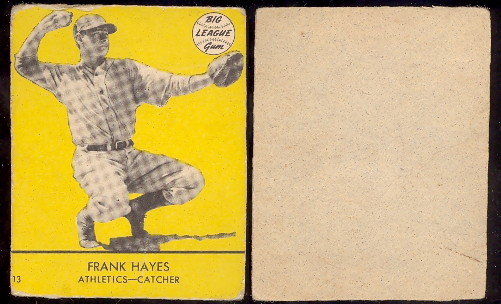 BIG
LEAGUE
Gum
FRANK HAYES
13
ATHLETICS—CATCHER